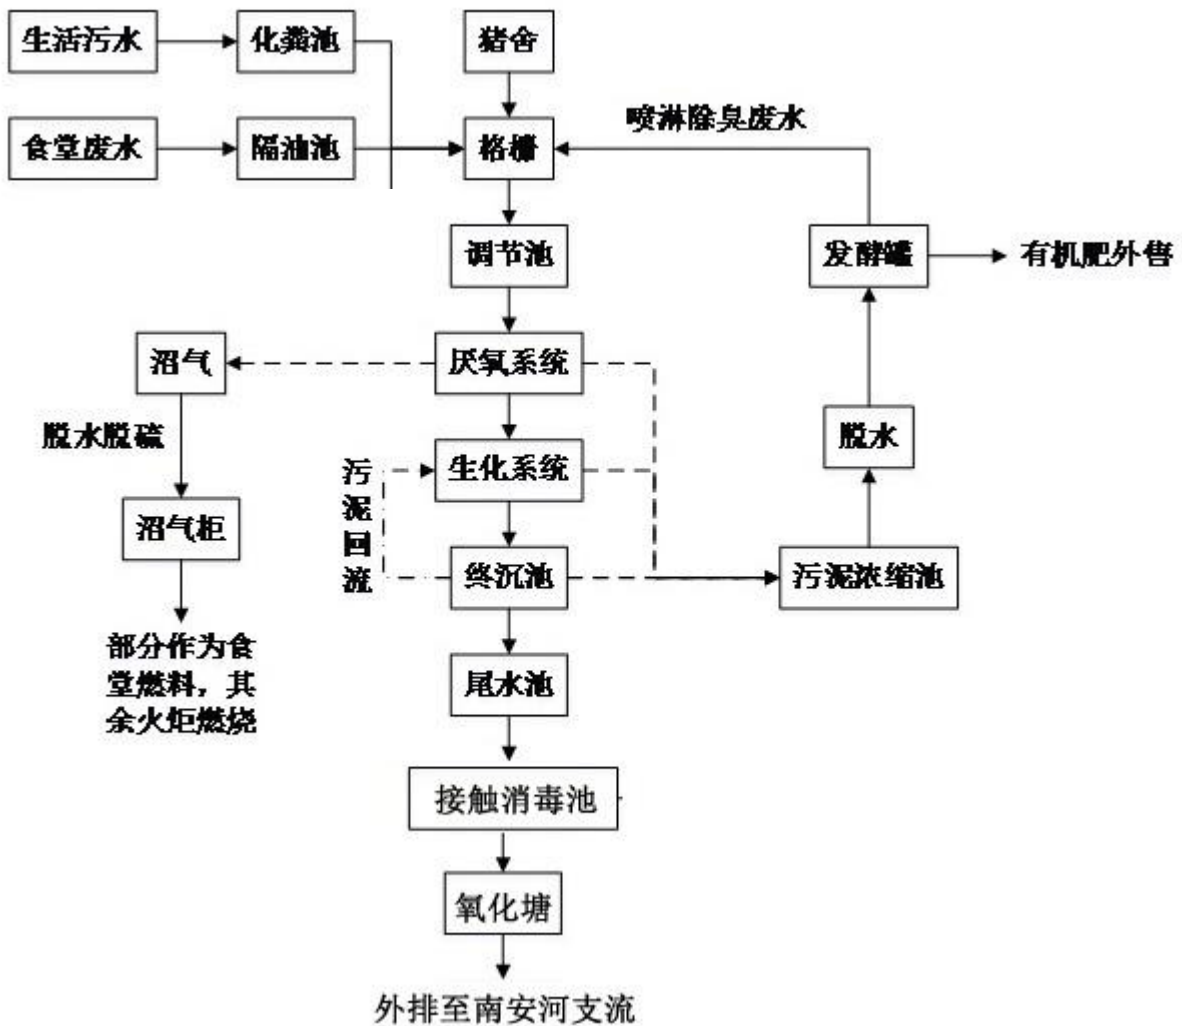 生活污水
化粪池
猪舍
喷淋除臭废水
食堂废水
隔油池
格栅
调节池
发酵罐
有机肥外售
沼气
厌氧系统
脱水脱硫
脱水
污泥回流
生化系统
沼气柜
终沉池
污泥浓缩池
部分作为食
堂燃料，其
余火炬燃烧
尾水池
接触消毒池
氧化塘
外排至南安河支流